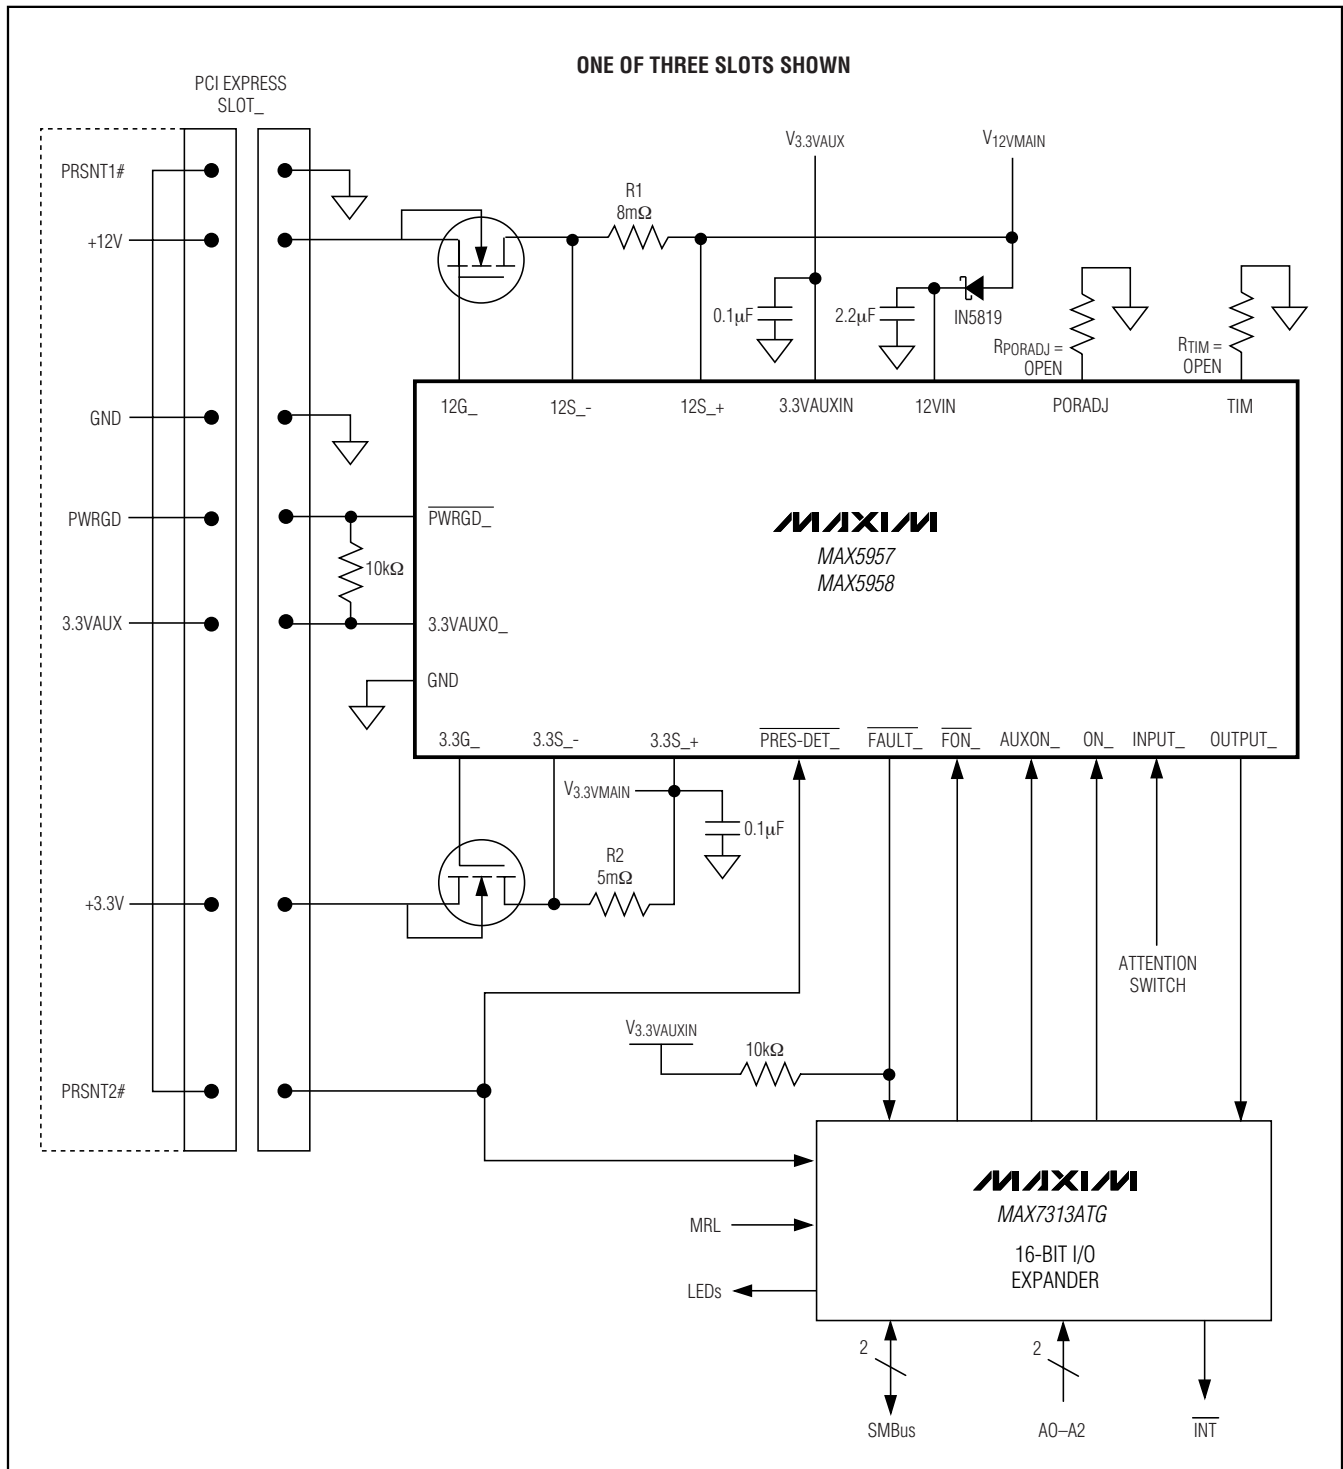 ONE OF THREE SLOTS SHOWN
PCI EXPRESS
SLOT_
V3.3VAUX
V12VMAIN
PRSNT1#
R1
8mΩ
+12V
0.1μF
2.2μF
IN5819
RPORADJ =
OPEN
RTIM =
OPEN
12G_
12S_-
12S_+
3.3VAUXIN
12VIN
PORADJ
TIM
GND
PWRGD
PWRGD_
MAXIM
MAX5957
MAX5958
10kΩ
3.3VAUX
3.3VAUXO_
GND
3.3G_
3.3S_-
3.3S_+
PRES-DET_
FAULT_
FON_
AUXON_
ON_
INPUT_
OUTPUT_
V3.3VMAIN
0.1μF
R2
5mΩ
+3.3V
ATTENTION
SWITCH
V3.3VAUXIN
10kΩ
PRSNT2#
MAXIM
MAX7313ATG
16-BIT I/O
EXPANDER
MRL
LEDs
2
2
SMBus
AO–A2
INT